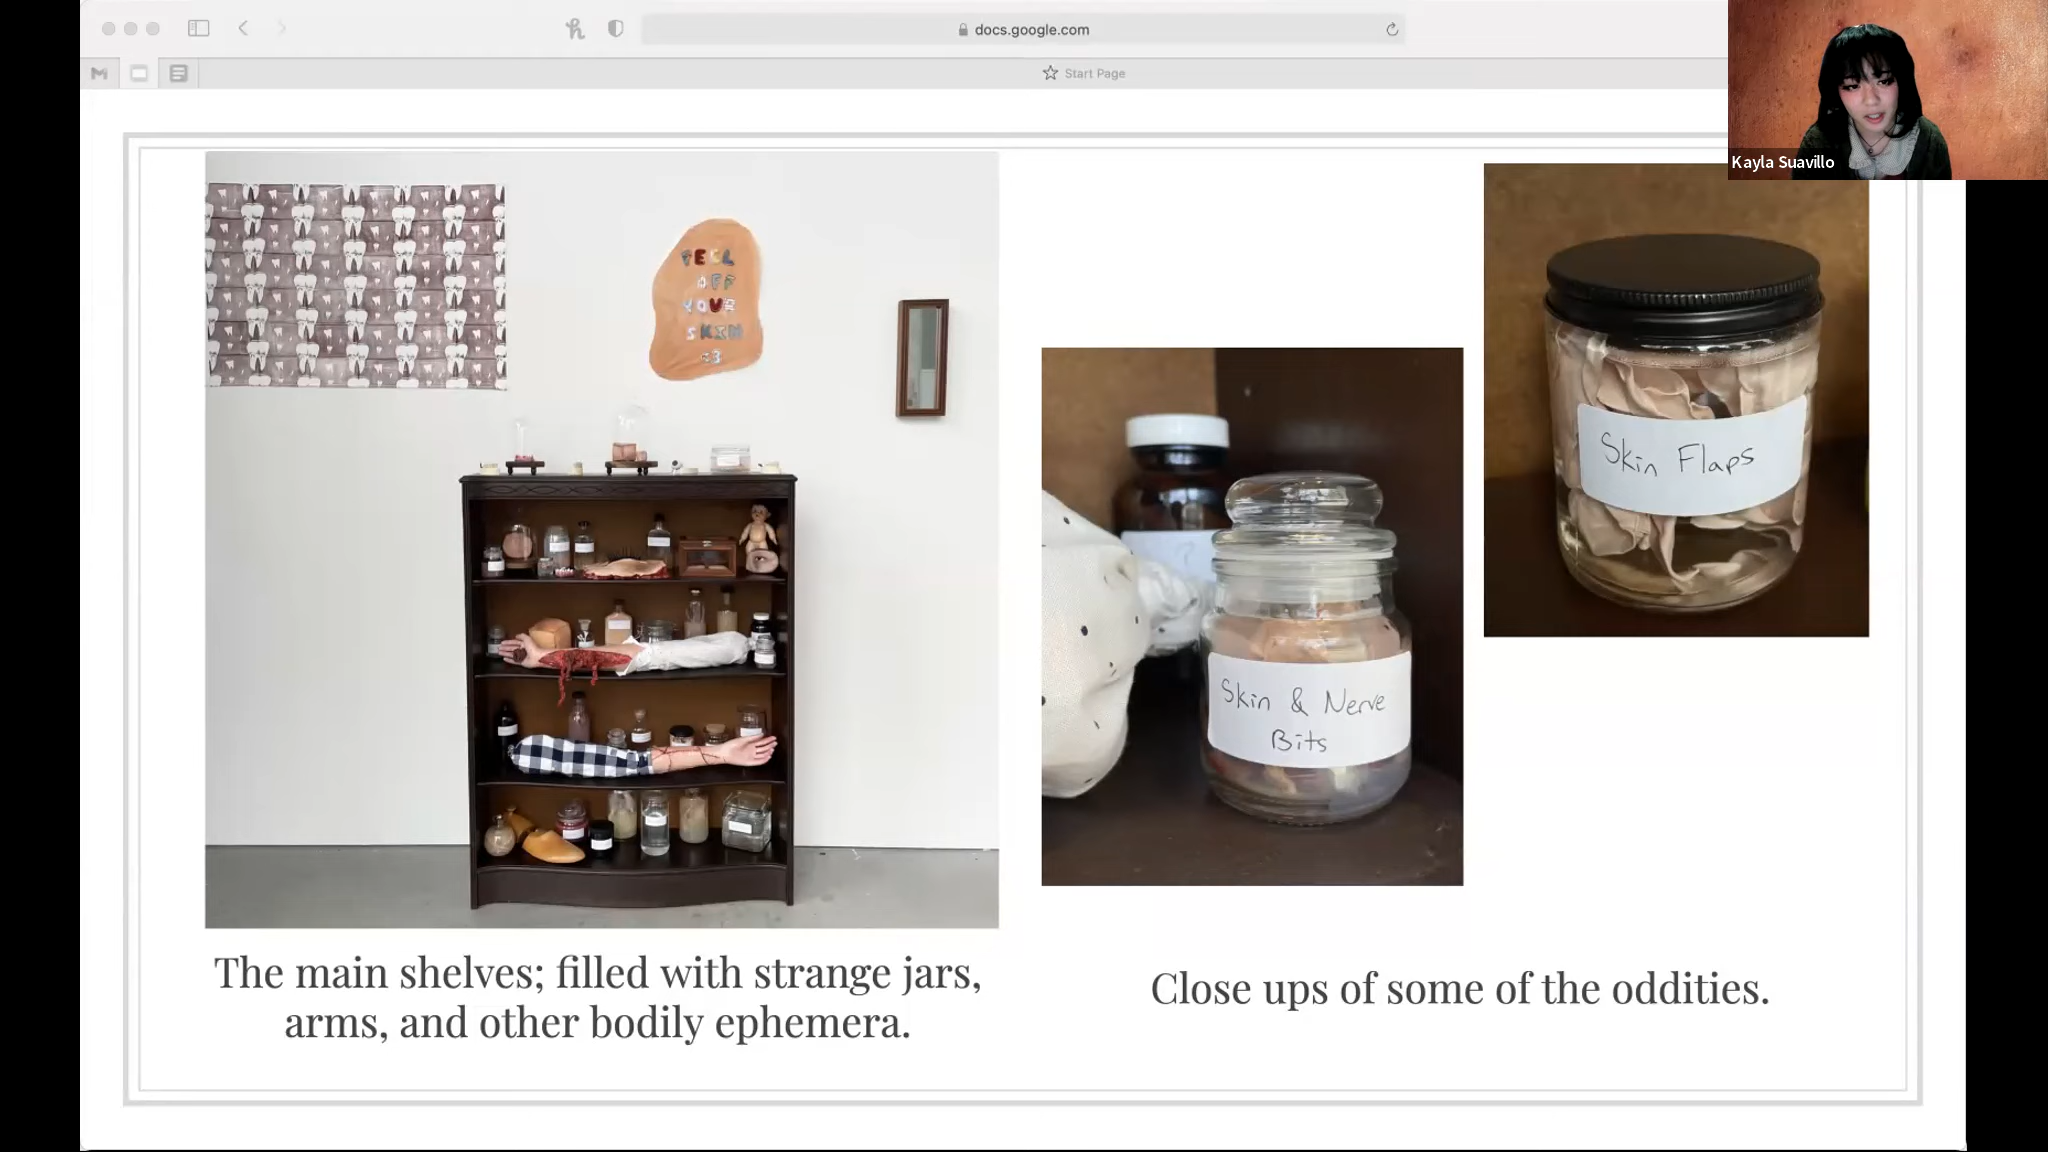 docs.google.com
Start Page
Kayla Suavillo
PEEL
OFF
YOUR
SKIN
<3
Skin & Nerve
Bits
Skin Flaps
The main shelves; filled with strange jars,
arms, and other bodily ephemera.
Close ups of some of the oddities.